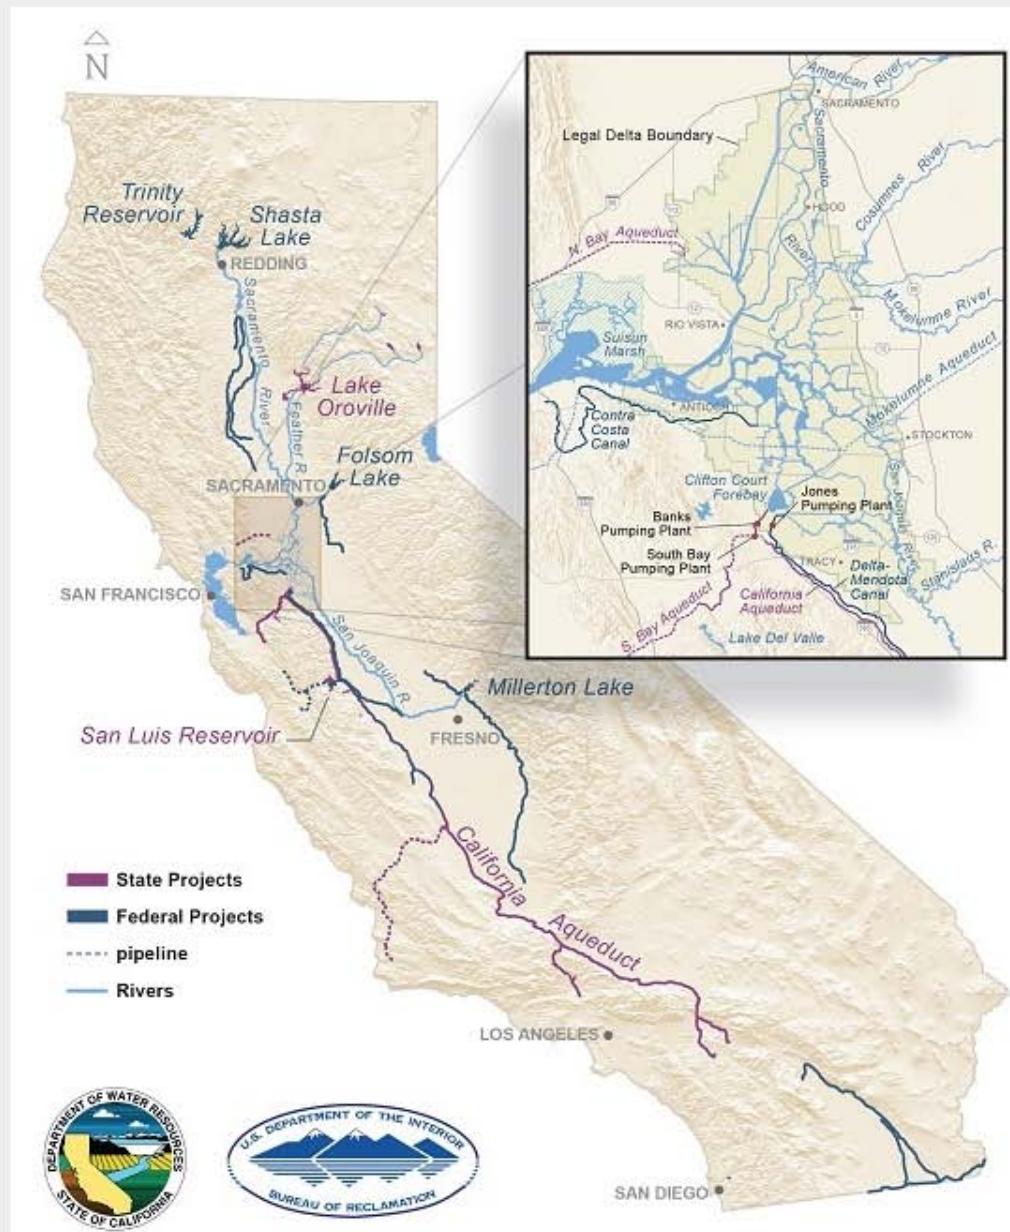 N
Trinity
Reservoir
Shasta
Lake
REDDING
Sacramento
River
Lake
Oroville
Feather R.
Folsom
Lake
SACRAMENTO
SAN FRANCISCO
San Joaquin R.
Millerton Lake
San Luis Reservoir
FRESNO
California
Aqueduct
LOS ANGELES
SAN DIEGO
State Projects
Federal Projects
pipeline
Rivers
DEPARTMENT OF WATER RESOURCES
STATE OF CALIFORNIA
U.S. DEPARTMENT OF THE INTERIOR
BUREAU OF RECLAMATION
American River
SACRAMENTO
Legal Delta Boundary
Sacramento
River
HOOD
Cosumnes River
N. Bay Aqueduct
Mokelumne River
RIO VISTA
Suisun
Marsh
Mokelumne Aqueduct
ANTIOCH
Contra
Costa
Canal
STOCKTON
Clifton Court
Forebay
Jones
Pumping Plant
Banks
Pumping Plant
South Bay
Pumping Plant
San Joaquin River
TRACY
Delta-
Mendota
Canal
Stanislaus R.
California
Aqueduct
S. Bay Aqueduct
Lake Del Valle